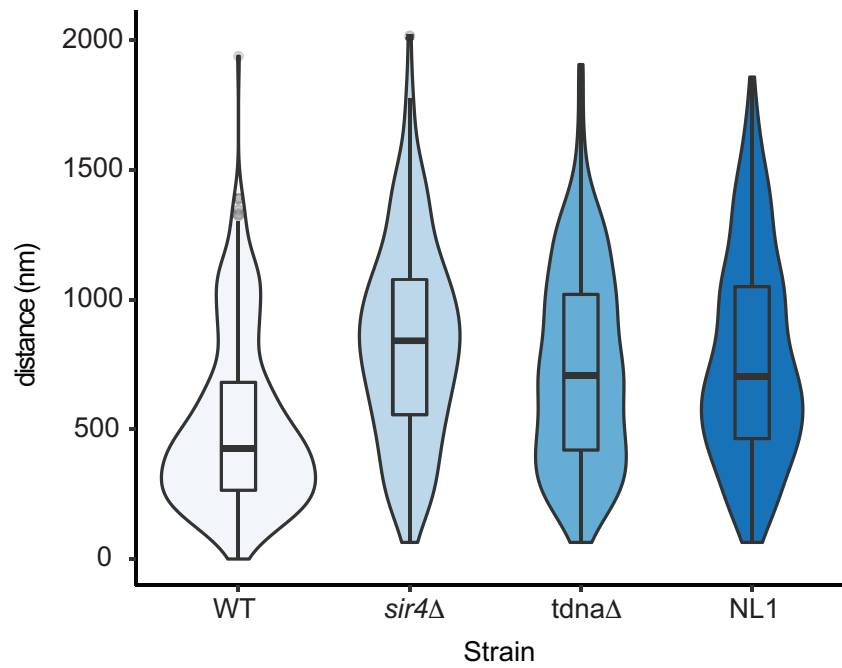 2000
1500
1000
500
0
distance (nm)
WT
sir4Δ
tdnaΔ
NL1
Strain